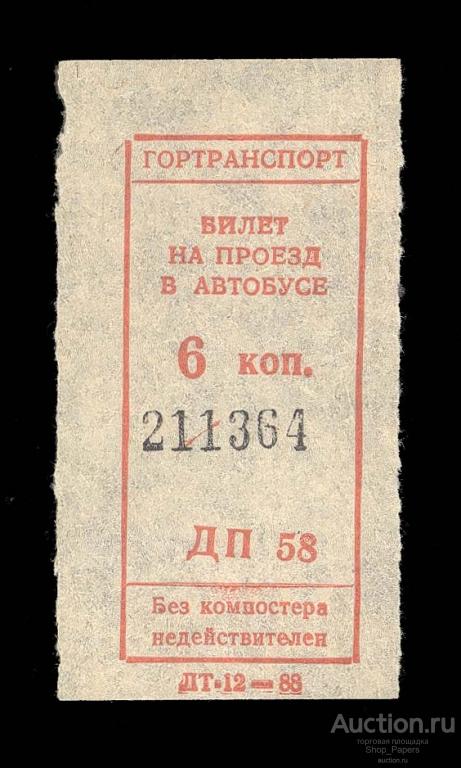 ГОРТРАНСПОРТ
БИЛЕТ
НА ПРОЕЗД
В АВТОБУСЕ
6 коп.
211364
ДП 58
Без компостера
недействителен
ЛТ-12—88
Auction.ru
торговая площадка
Shop_Papers
auction.ru